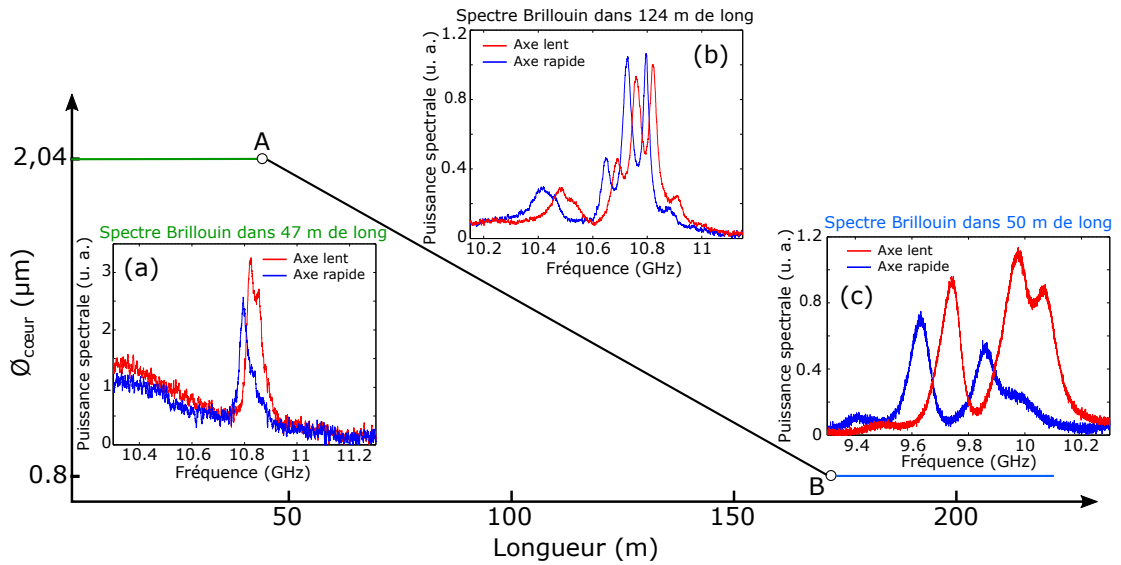 Spectre Brillouin dans 124 m de long
1.2
Axe lent
Axe rapide
(b)
Puissance spectrale (u. a.)
0.8
0.4
0
10.2 10.4 10.6 10.8 11
Fréquence (GHz)
A
2,04
Spectre Brillouin dans 47 m de long
3
Axe lent
Axe rapide
(a)
Puissance spectrale (u. a.)
2
1
0
10.4 10.6 10.8 11 11.2
Fréquence (GHz)
Spectre Brillouin dans 50 m de long
1.2
Axe lent
Axe rapide
(c)
Puissance spectrale (u. a.)
0.8
0.4
0
9.4 9.6 9.8 10 10.2
Fréquence (GHz)
Øcœur (µm)
0.8
B
50 100 150 200
Longueur (m)